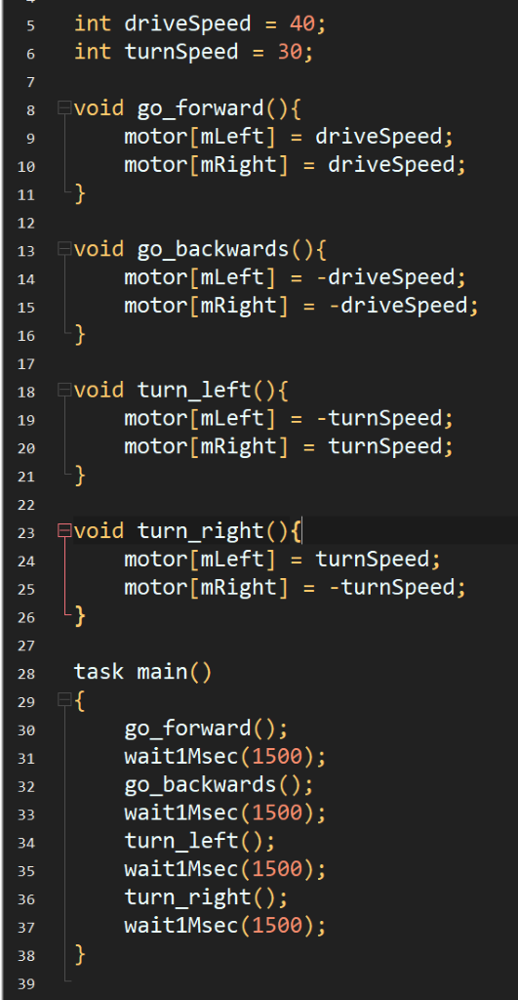 5 int driveSpeed = 40;
6 int turnSpeed = 30;
7
8 void go_forward(){
9 motor[mLeft] = driveSpeed;
10 motor[mRight] = driveSpeed;
11 }
12
13 void go_backwards(){
14 motor[mLeft] = -driveSpeed;
15 motor[mRight] = -driveSpeed;
16 }
17
18 void turn_left(){
19 motor[mLeft] = -turnSpeed;
20 motor[mRight] = turnSpeed;
21 }
22
23 void turn_right(){
24 motor[mLeft] = turnSpeed;
25 motor[mRight] = -turnSpeed;
26 }
27
28 task main()
29 {
30 go_forward();
31 wait1Msec(1500);
32 go_backwards();
33 wait1Msec(1500);
34 turn_left();
35 wait1Msec(1500);
36 turn_right();
37 wait1Msec(1500);
38 }
39